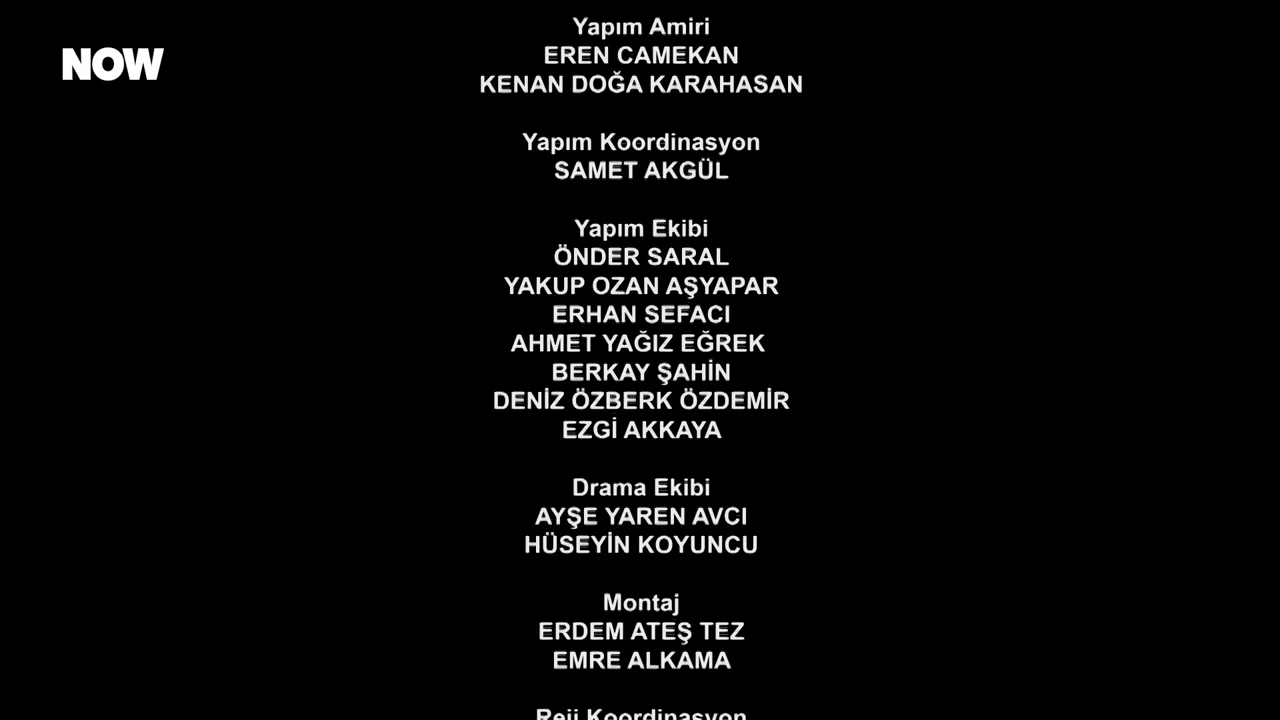 NOW
Yapım Amiri
EREN CAMEKAN
KENAN DOĞA KARAHASAN
Yapım Koordinasyon
SAMET AKGÜL
Yapım Ekibi
ÖNDER SARAL
YAKUP OZAN AŞYAPAR
ERHAN SEFACI
AHMET YAĞIZ EĞREK
BERKAY ŞAHİN
DENİZ ÖZBERK ÖZDEMİR
EZGİ AKKAYA
Drama Ekibi
AYŞE YAREN AVCI
HÜSEYİN KOYUNCU
Montaj
ERDEM ATEŞ TEZ
EMRE ALKAMA
Reji Koordinasyon